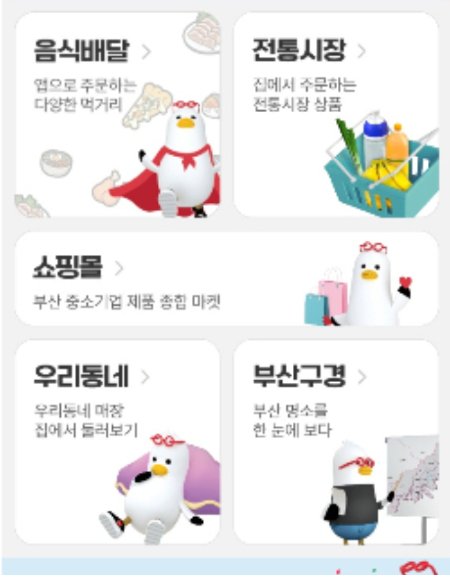 음식배달
앱으로 주문하는
다양한 먹거리
전통시장
집에서 주문하는
전통시장 상품
쇼핑몰
부산 중소기업 제품 종합 마켓
우리동네
우리동네 매장
집에서 둘러보기
부산구경
부산 명소를
한 눈에 보다